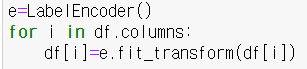 e=LabelEncoder()
for i in df.columns:
    df[i]=e.fit_transform(df[i])